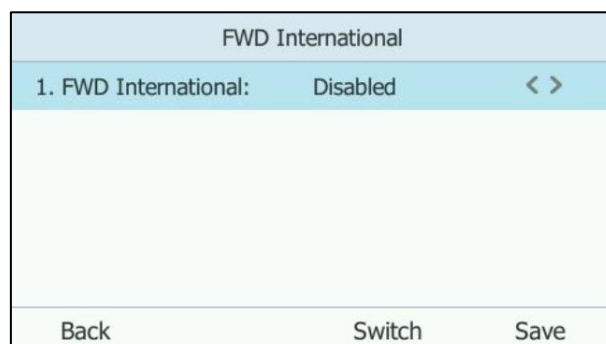 FWD International
1. FWD International: Disabled < >
Back Switch Save